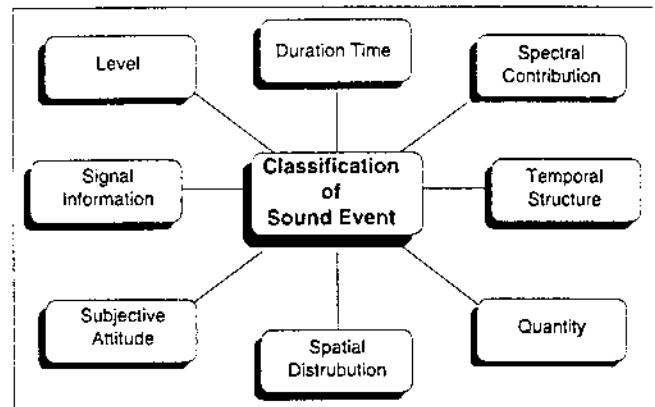 Level
Duration Time
Spectral
Contribution
Signal
Information
Classification
of
Sound Event
Temporal
Structure
Subjective
Attitude
Spatial
Distrubution
Quantity